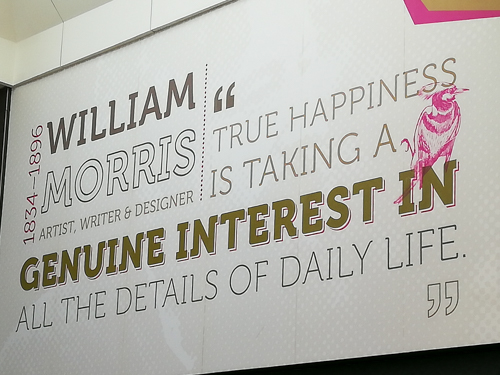 1834-1896
WILLIAM
MORRIS
ARTIST, WRITER & DESIGNER
“
TRUE HAPPINESS
IS TAKING A
GENUINE INTEREST IN
ALL THE DETAILS OF DAILY LIFE.
”